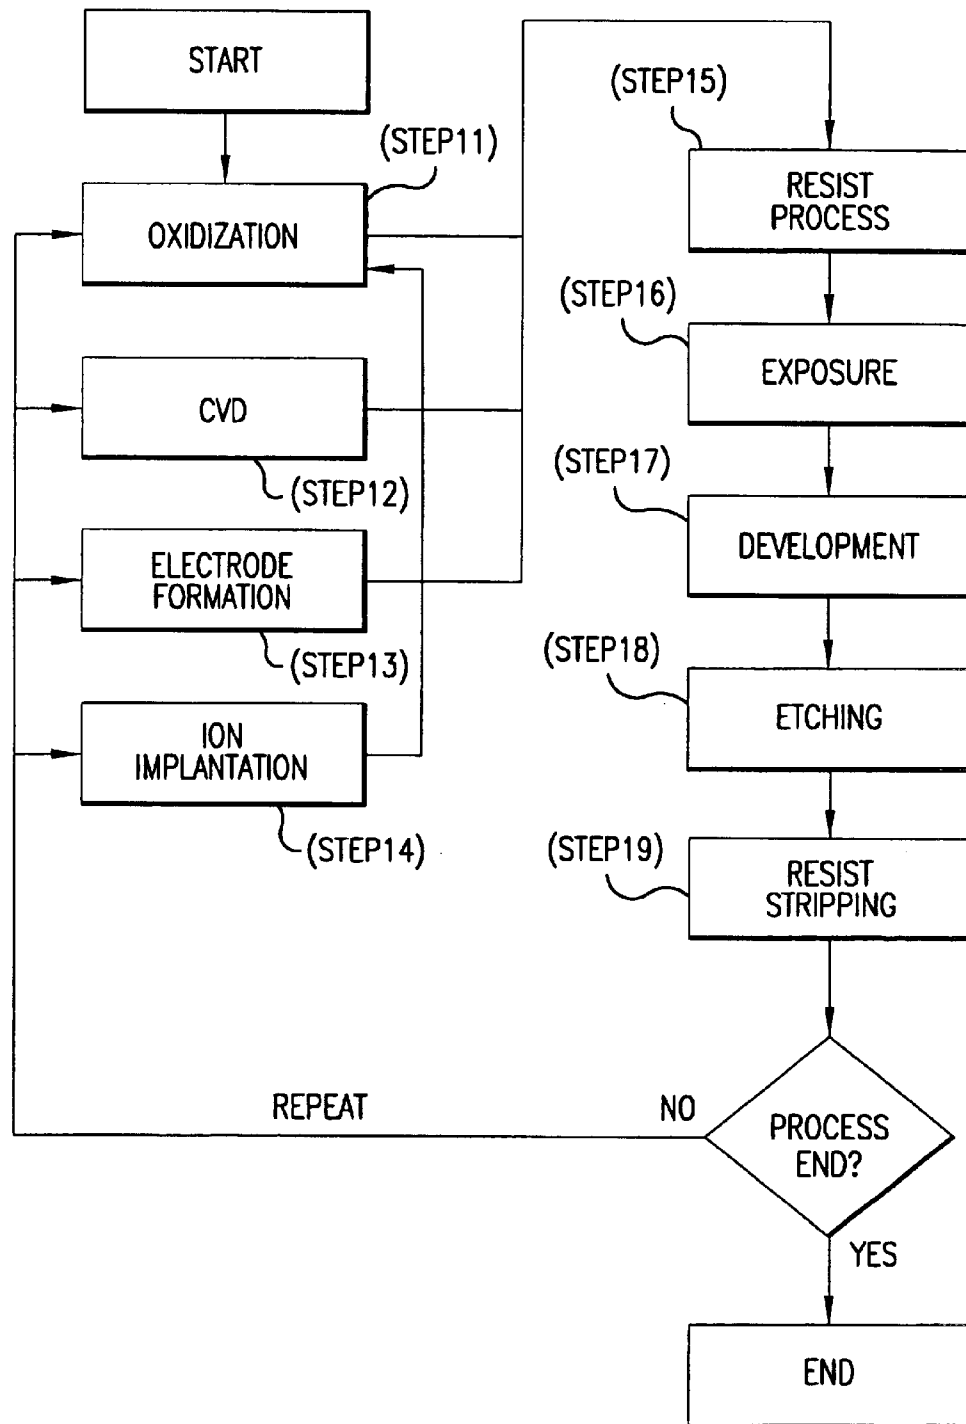 START
(STEP11)
OXIDIZATION
CVD
(STEP12)
ELECTRODE
FORMATION
(STEP13)
ION
IMPLANTATION
(STEP14)
(STEP15)
RESIST
PROCESS
(STEP16)
EXPOSURE
(STEP17)
DEVELOPMENT
(STEP18)
ETCHING
(STEP19)
RESIST
STRIPPING
PROCESS
END?
NO
REPEAT
YES
END